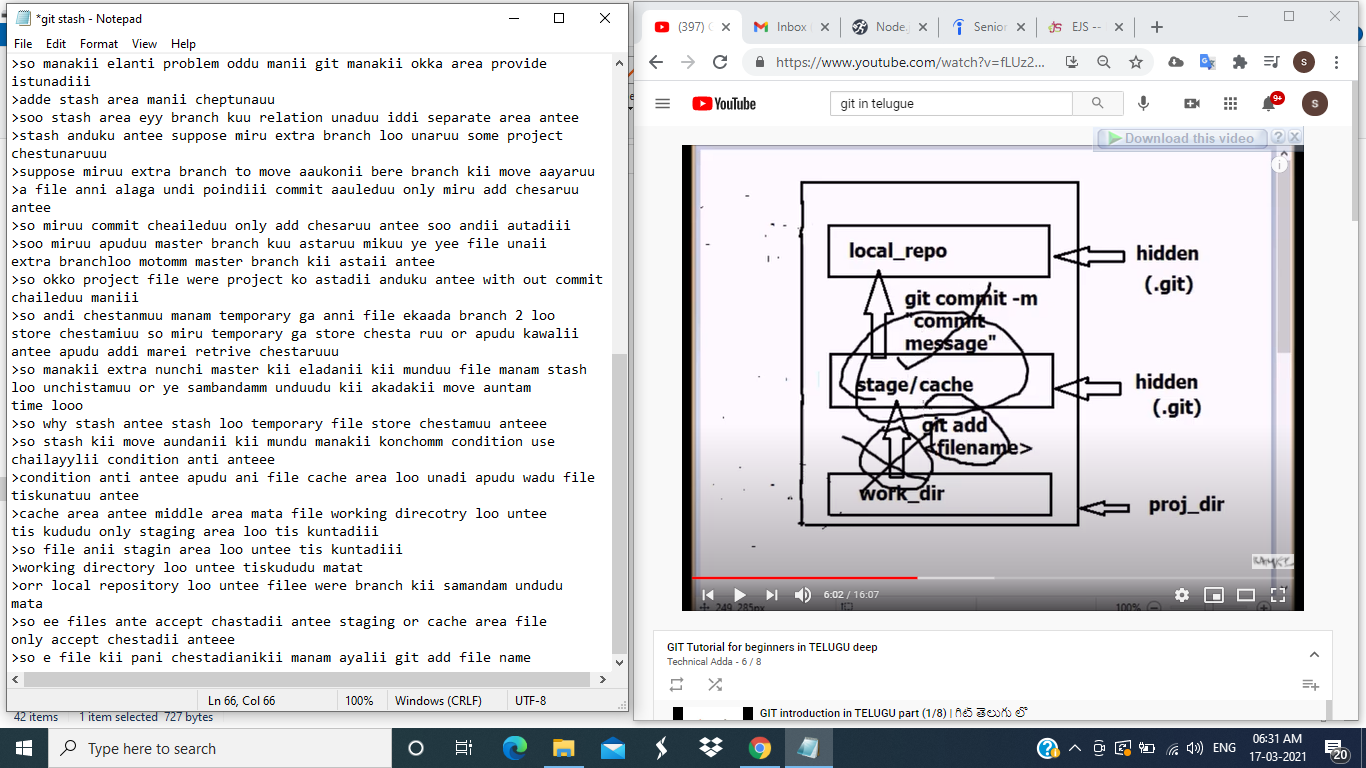 *git stash - Notepad
File Edit Format View Help
>so manakii elanti problem oddu manii git manakii okka area provide
istunadiii
>adde stash area manii cheptunauu
>soo stash area eyy branch kuu relation unaduu iddi separate area antee
>stash anduku antee suppose miru extra branch loo unaruu some project
chestunaruuu
>suppose miruu extra branch to move aaukonii bere branch kii move aayaruu
>a file anni alaga undi poindiii commit aauleduu only miru add chesaruu
antee
>so miruu commit cheaileduu only add chesaruu antee soo andii autadiii
>soo miruu apuduu master branch kuu astaruu mikuu ye yee file unaii
extra branchloo motomm master branch kii astaii antee
>so okko project file were project ko astadii anduku antee with out commit
chaileduu maniii
>so andi chestanmuu manam temporary ga anni file ekaada branch 2 loo
store chestamiuu so miru temporary ga store chesta ruu or apudu kawalii
antee apudu addi marei retrive chestaruuu
>so manakii extra nunchi master kii eladanii kii munduu file manam stash
loo unchistamuu or ye sambandamm unduudu kii akadakii move auntam
time looo
>so why stash antee stash loo temporary file store chestamuu anteee
>so stash kii move aundanii kii mundu manakii konchomm condition use
chailayylii condition anti anteee
>condition anti antee apudu ani file cache area loo unadi apudu wadu file
tiskunatuu antee
>cache area antee middle area mata file working direcotry loo untee
tis kududu only staging area loo tis kuntadiii
>so file anii stagin area loo untee tis kuntadiii
>working directory loo untee tiskududu matat
>orr local repository loo untee filee were branch kii samandam undudu
mata
>so ee files ante accept chastadii antee staging or cache area file
only accept chestadii anteee
>so e file kii pani chestadianikii manam ayalii git add file name
Ln 66, Col 66 100% Windows (CRLF) UTF-8
42 items 1 item selected 727 bytes
(397) Inbox Node. Senior EJS --
https://www.youtube.com/watch?v=fLUz2...
S
YouTube
git in telugue
9+
S
Download this video
local_repo
hidden
(.git)
git commit -m
"commit
message"
stage/cache
hidden
(.git)
git add
<filename>
work_dir
proj_dir
6:02 / 16:07
249, 285px
100%
GIT Tutorial for beginners in TELUGU deep
Technical Adda - 6 / 8
GIT introduction in TELUGU part (1/8) | గిట్ తెలుగు లో
Type here to search
ENG
06:31 AM
17-03-2021
20